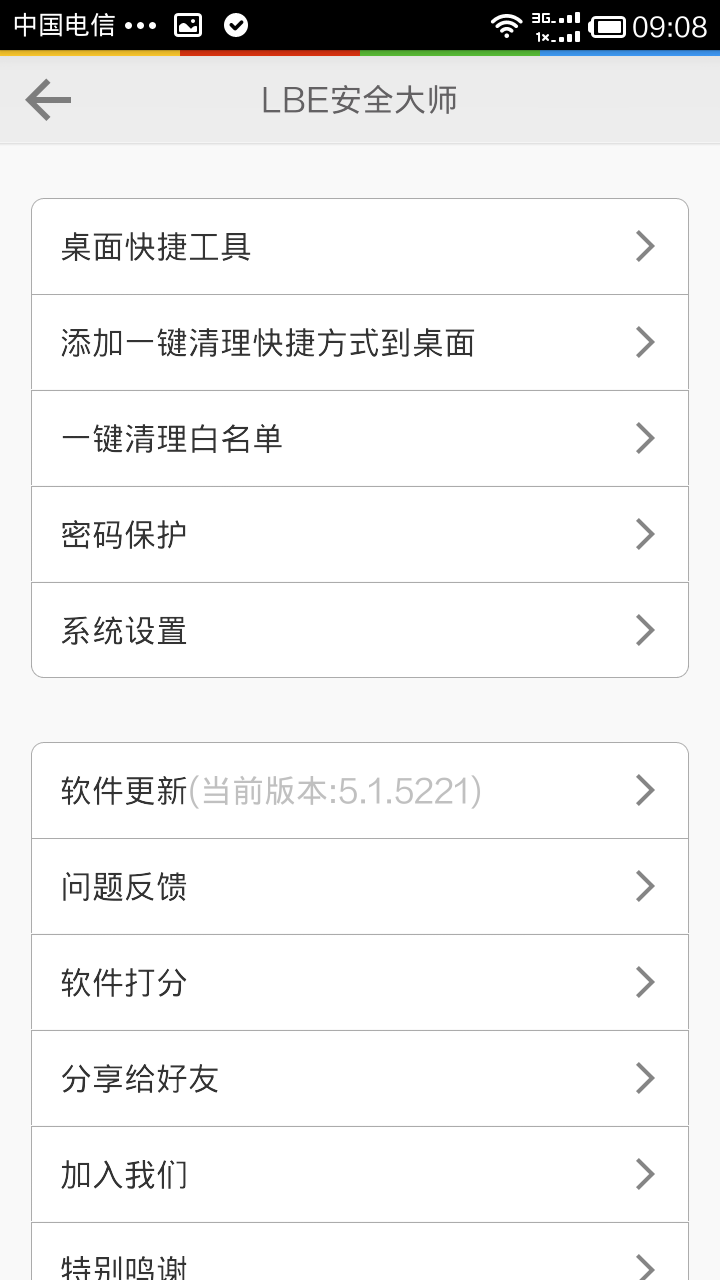 中国电信 ••• 3G 1x 09:08
LBE安全大师
桌面快捷工具
添加一键清理快捷方式到桌面
一键清理白名单
密码保护
系统设置
软件更新(当前版本:5.1.5221)
问题反馈
软件打分
分享给好友
加入我们
特别鸣谢